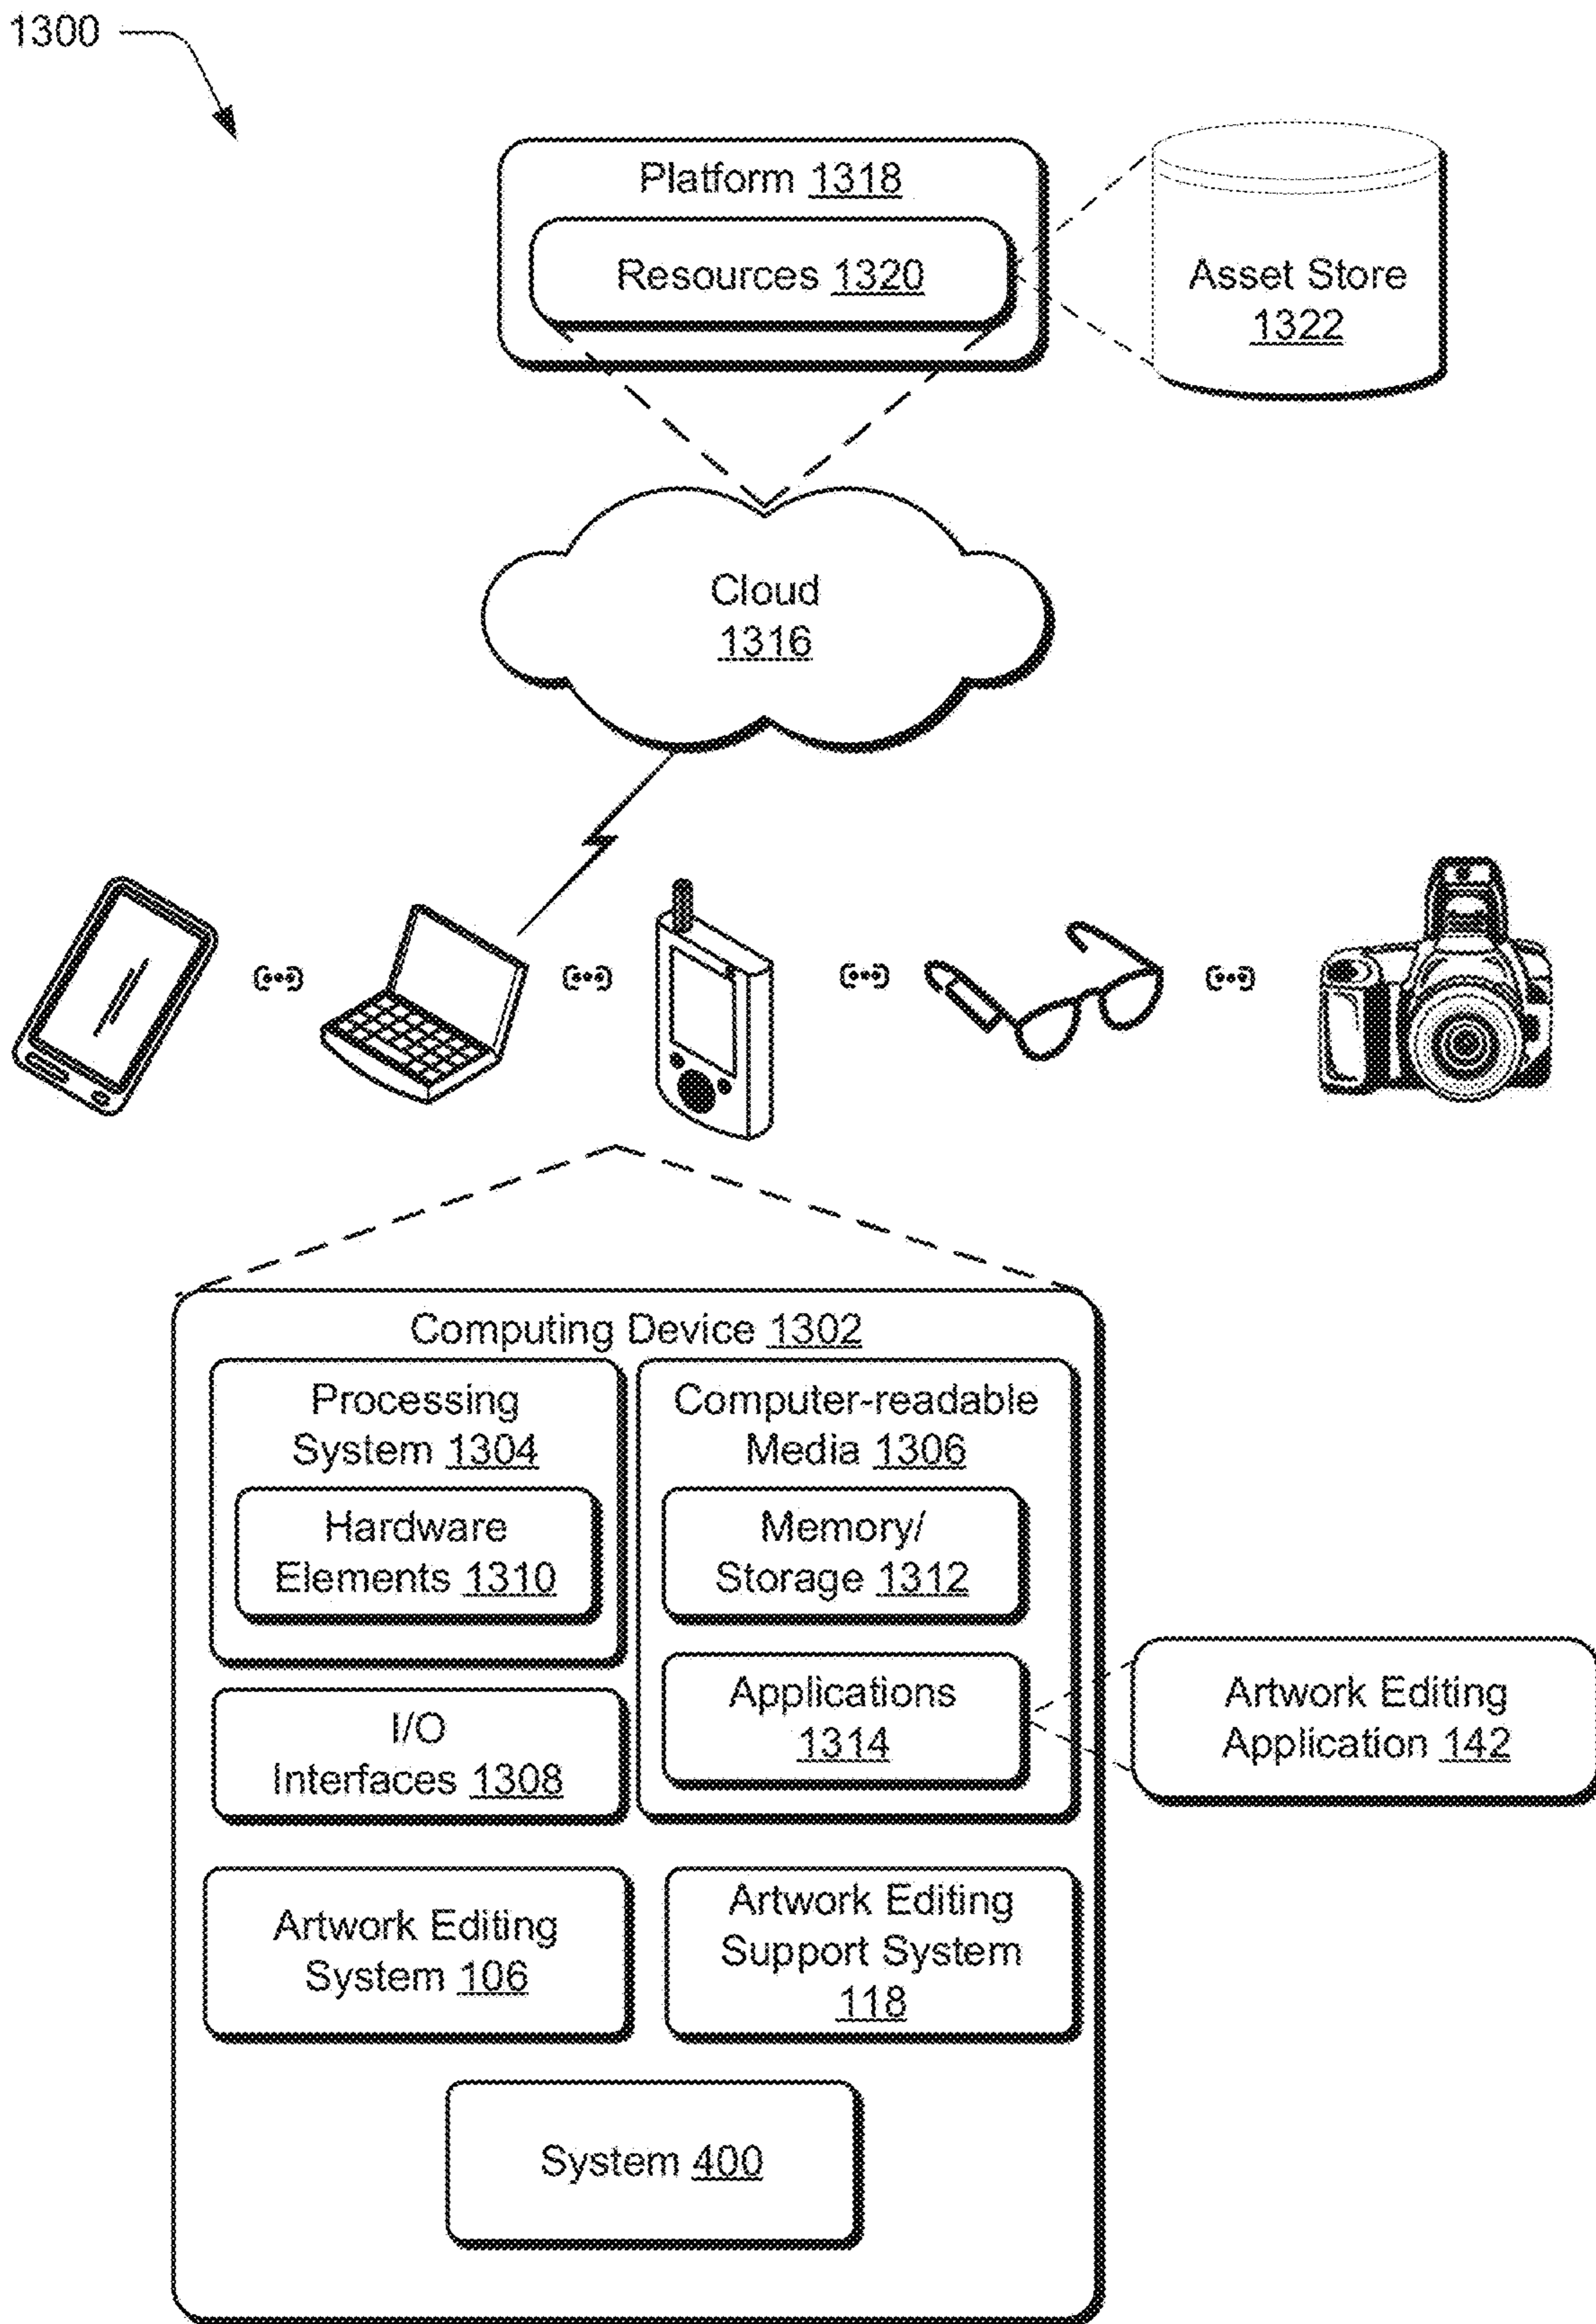 1300
Platform 1318
Resources 1320
Asset Store
1322
Cloud
1316
Computing Device 1302
Processing
System 1304
Hardware
Elements 1310
I/O
Interfaces 1308
Computer-readable
Media 1306
Memory/
Storage 1312
Applications
1314
Artwork Editing
Application 142
Artwork Editing
System 106
Artwork Editing
Support System
118
System 400